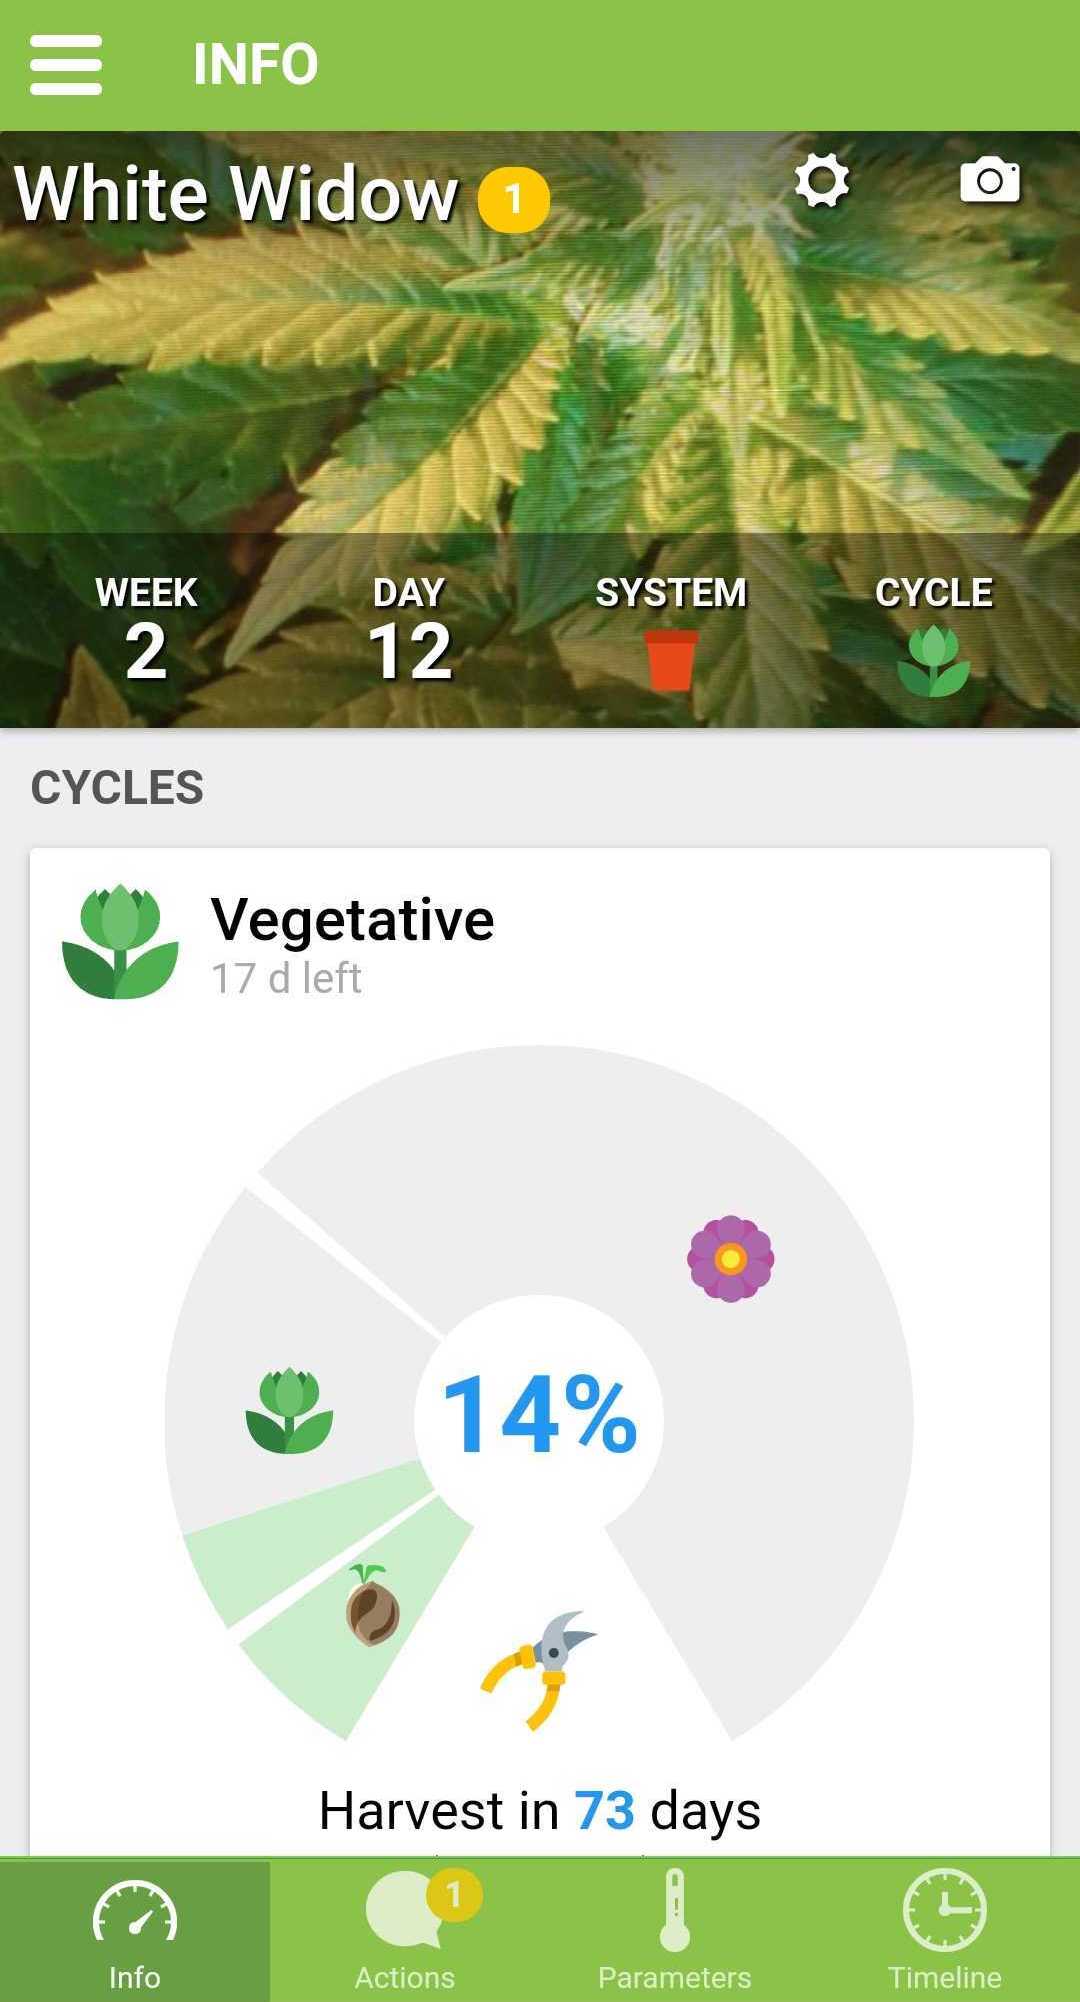 INFO
White Widow 1
WEEK DAY SYSTEM CYCLE
2 12
CYCLES
Vegetative
17 d left
14%
Harvest in 73 days
1
Info Actions Parameters Timeline